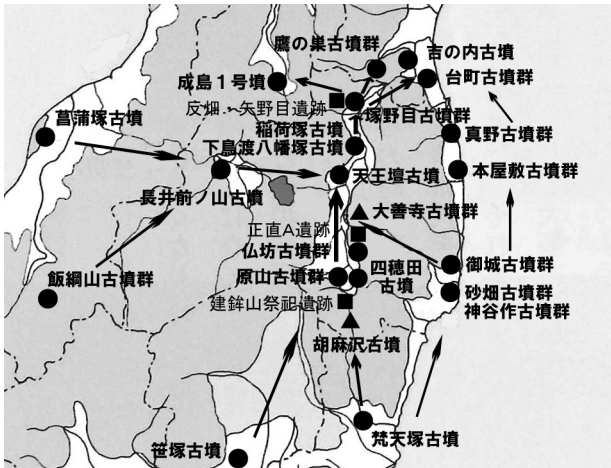 鷹の巣古墳群
吉の内古墳
成島1号墳
台町古墳群
反畑・矢野目遺跡
塚野目古墳群
菖蒲塚古墳
稲荷塚古墳
真野古墳群
下鳥渡八幡塚古墳
天王壇古墳
本屋敷古墳群
長井前ノ山古墳
大善寺古墳群
正直A遺跡
仏坊古墳群
飯綱山古墳群
原山古墳群
四穂田
古墳
御城古墳群
建鉾山祭祀遺跡
砂畑古墳群
神谷作古墳群
胡麻沢古墳
笹塚古墳
梵天塚古墳